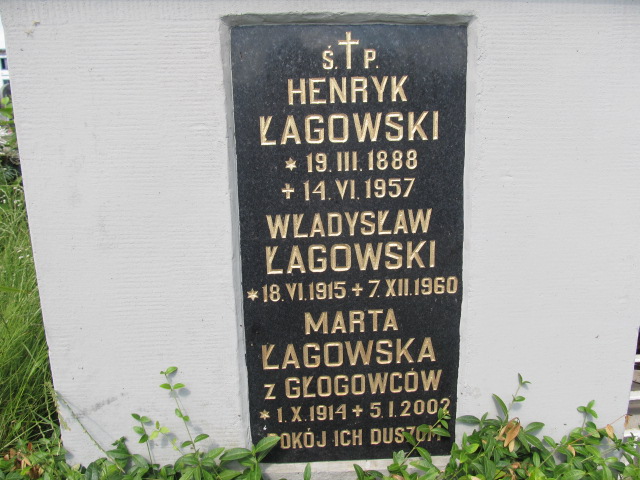 Ś. † P.
HENRYK
ŁAGOWSKI
* 19. III. 1888
+ 14. VI. 1957
WŁADYSŁAW
ŁAGOWSKI
* 18. VI. 1915 + 7. XII. 1960
MARTA
ŁAGOWSKA
z GŁOGOWCÓW
* 1. X. 1914 + 5. I. 2002
POKÓJ ICH DUSZOM